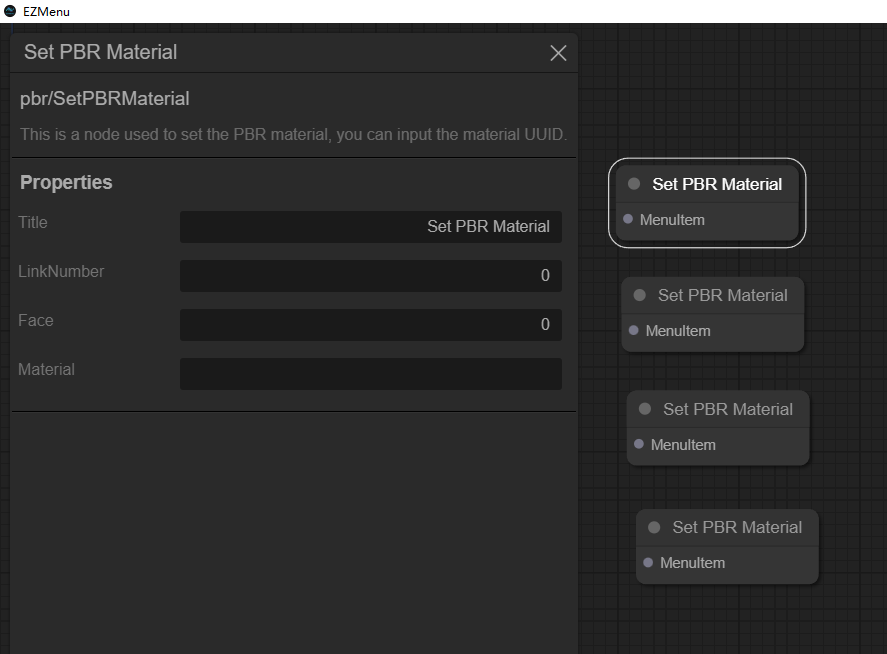 EZMenu
Set PBR Material
pbr/SetPBRMaterial
This is a node used to set the PBR material, you can input the material UUID.
Properties
Title
Set PBR Material
LinkNumber
0
Face
0
Material
Set PBR Material
MenuItem
Set PBR Material
MenuItem
Set PBR Material
MenuItem
Set PBR Material
MenuItem